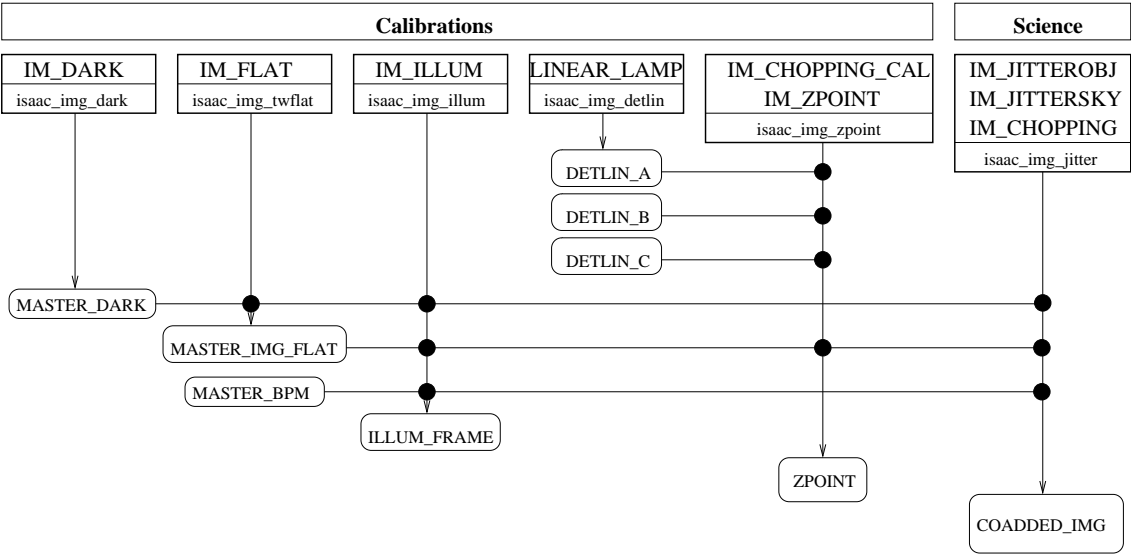 Calibrations
Science
IM_DARK
isaac_img_dark
IM_FLAT
isaac_img_twflat
IM_ILLUM
isaac_img_illum
LINEAR_LAMP
isaac_img_detlin
IM_CHOPPING_CAL
IM_ZPOINT
isaac_img_zpoint
IM_JITTEROBJ
IM_JITTERSKY
IM_CHOPPING
isaac_img_jitter
DETLIN_A
DETLIN_B
DETLIN_C
MASTER_DARK
MASTER_IMG_FLAT
MASTER_BPM
ILLUM_FRAME
ZPOINT
COADDED_IMG